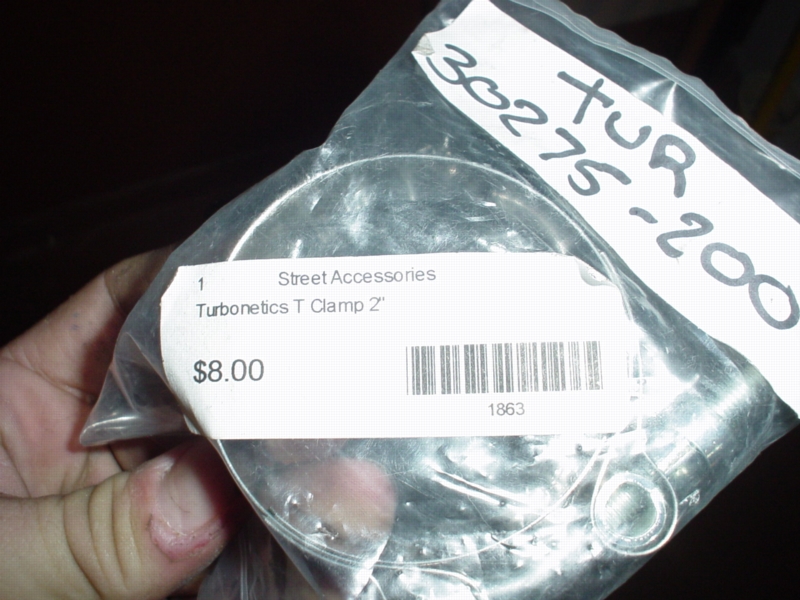 TUR
30275-200
1 Street Accessories
Turbonetics T Clamp 2"
$8.00
1863